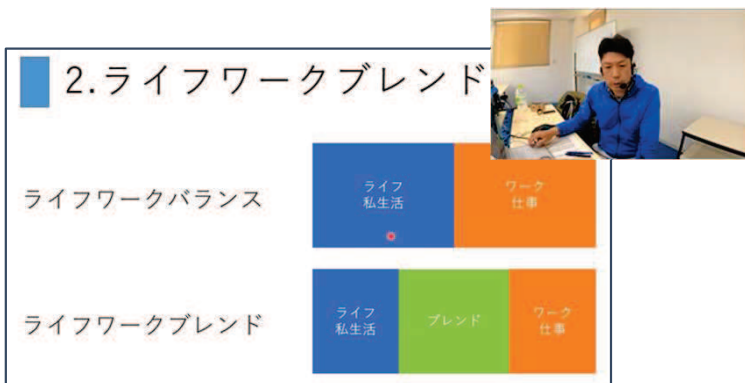 2.ライフワークブレンド
ライフワークバランス
ライフ
私生活
ワーク
仕事
ライフワークブレンド
ライフ
私生活
ブレンド
ワーク
仕事